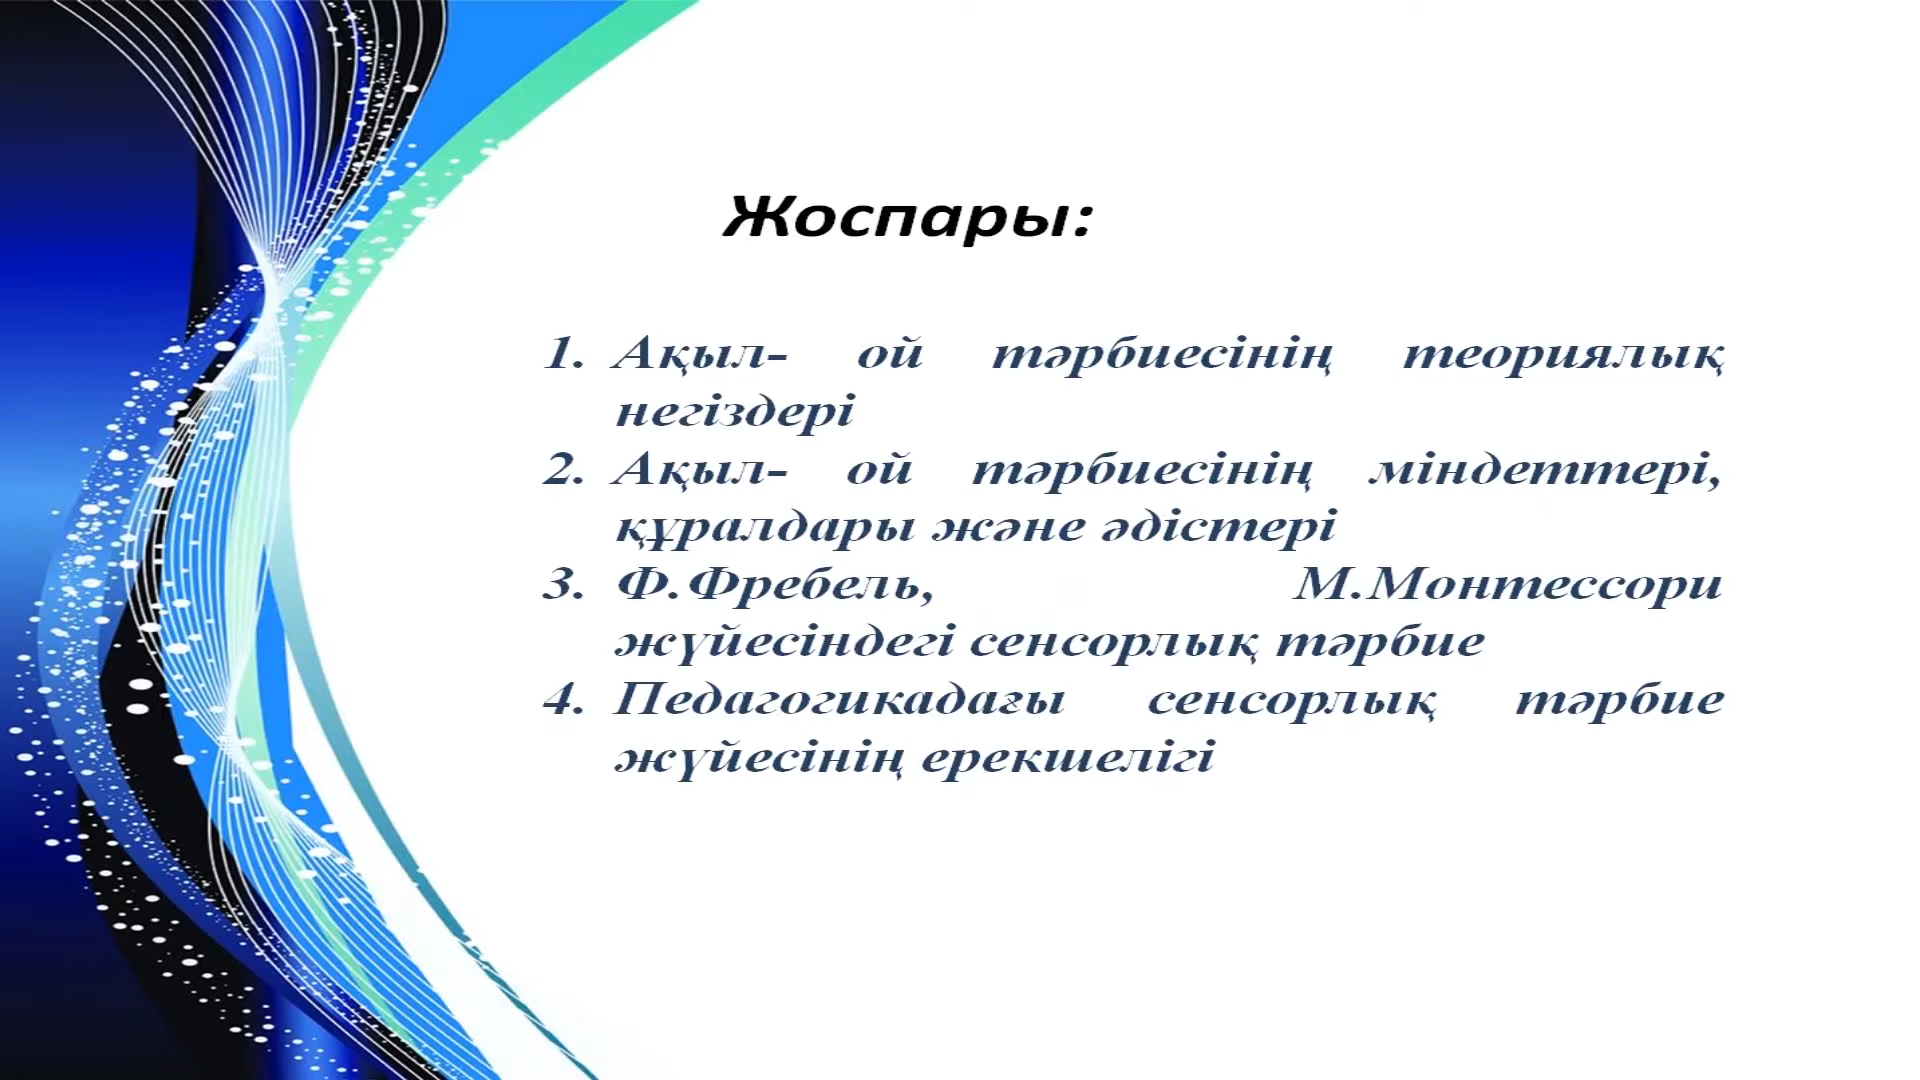 Жоспары:
1. Ақыл- ой тәрбиесінің теориялық
негіздері
2. Ақыл- ой тәрбиесінің міндеттері,
құралдары және әдістері
3. Ф.Фребель, М.Монтессори
жүйесіндегі сенсорлық тәрбие
4. Педагогикадағы сенсорлық тәрбие
жүйесінің ерекшелігі